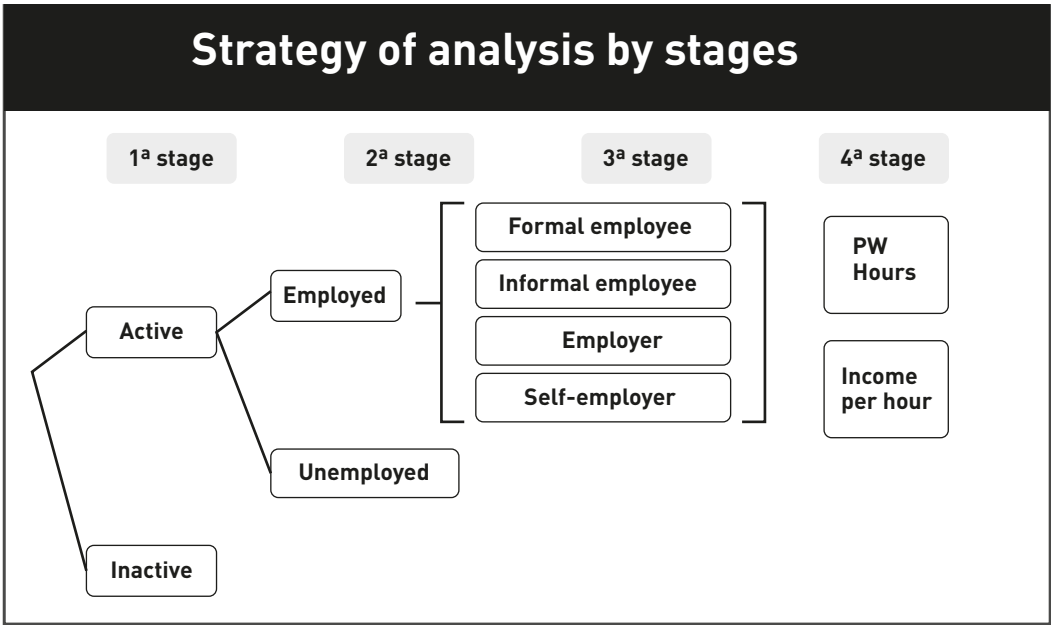 Strategy of analysis by stages
1ª stage
2ª stage
3ª stage
4ª stage
Active
Inactive
Employed
Unemployed
Formal employee
Informal employee
Employer
Self-employer
PW
Hours
Income
per hour